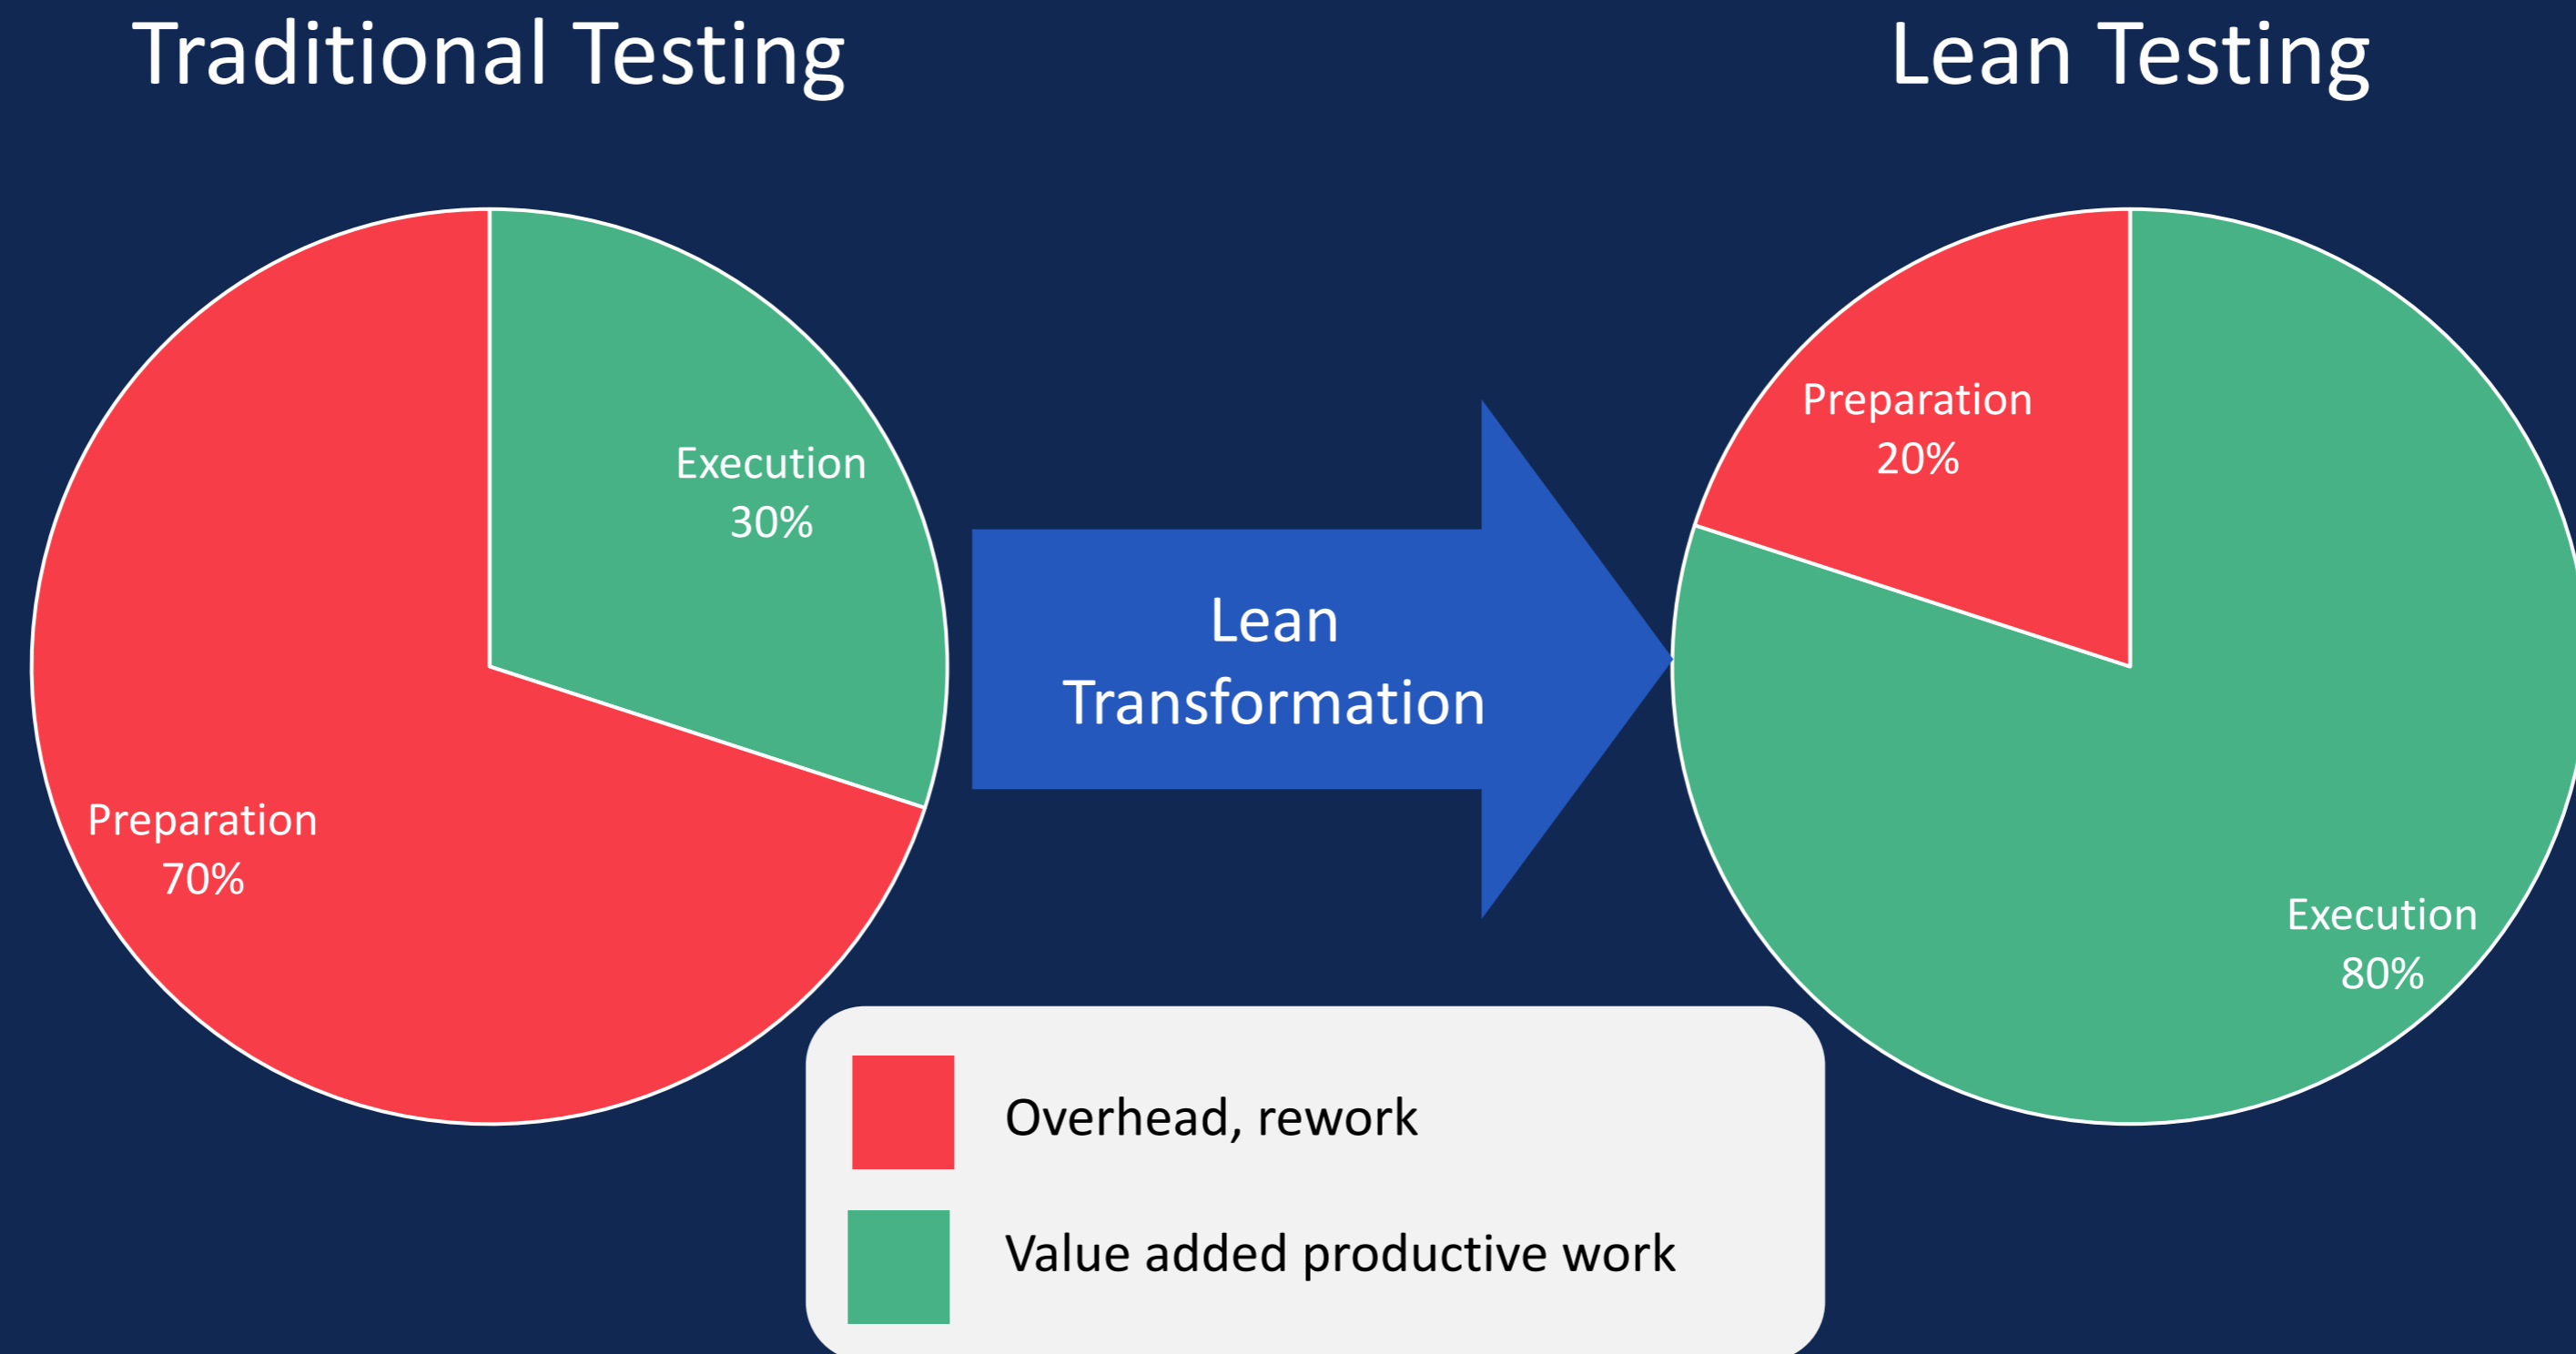 Traditional Testing
Lean Testing
Execution
30%
Preparation
70%
Lean
Transformation
Preparation
20%
Execution
80%
Overhead, rework
Value added productive work